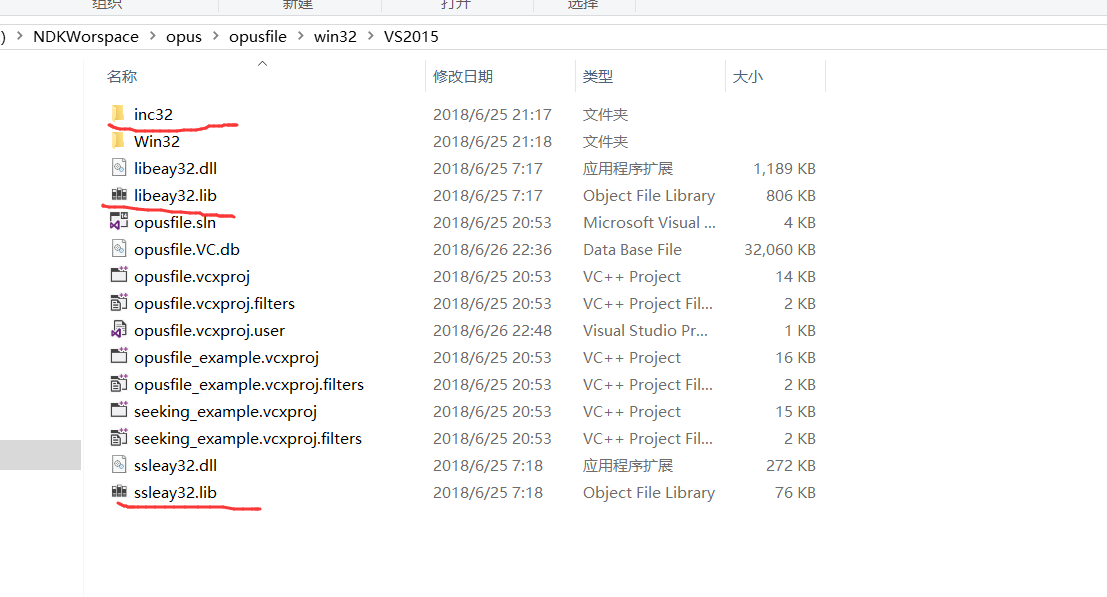 组织 新建 打开 选择
) > NDKWorspace > opus > opusfile > win32 > VS2015
名称 修改日期 类型 大小
inc32 2018/6/25 21:17 文件夹
Win32 2018/6/25 21:18 文件夹
libeay32.dll 2018/6/25 7:17 应用程序扩展 1,189 KB
libeay32.lib 2018/6/25 7:17 Object File Library 806 KB
opusfile.sln 2018/6/25 20:53 Microsoft Visual ... 4 KB
opusfile.VC.db 2018/6/26 22:36 Data Base File 32,060 KB
opusfile.vcxproj 2018/6/25 20:53 VC++ Project 14 KB
opusfile.vcxproj.filters 2018/6/25 20:53 VC++ Project Fil... 2 KB
opusfile.vcxproj.user 2018/6/26 22:48 Visual Studio Pr... 1 KB
opusfile_example.vcxproj 2018/6/25 20:53 VC++ Project 16 KB
opusfile_example.vcxproj.filters 2018/6/25 20:53 VC++ Project Fil... 2 KB
seeking_example.vcxproj 2018/6/25 20:53 VC++ Project 15 KB
seeking_example.vcxproj.filters 2018/6/25 20:53 VC++ Project Fil... 2 KB
ssleay32.dll 2018/6/25 7:18 应用程序扩展 272 KB
ssleay32.lib 2018/6/25 7:18 Object File Library 76 KB